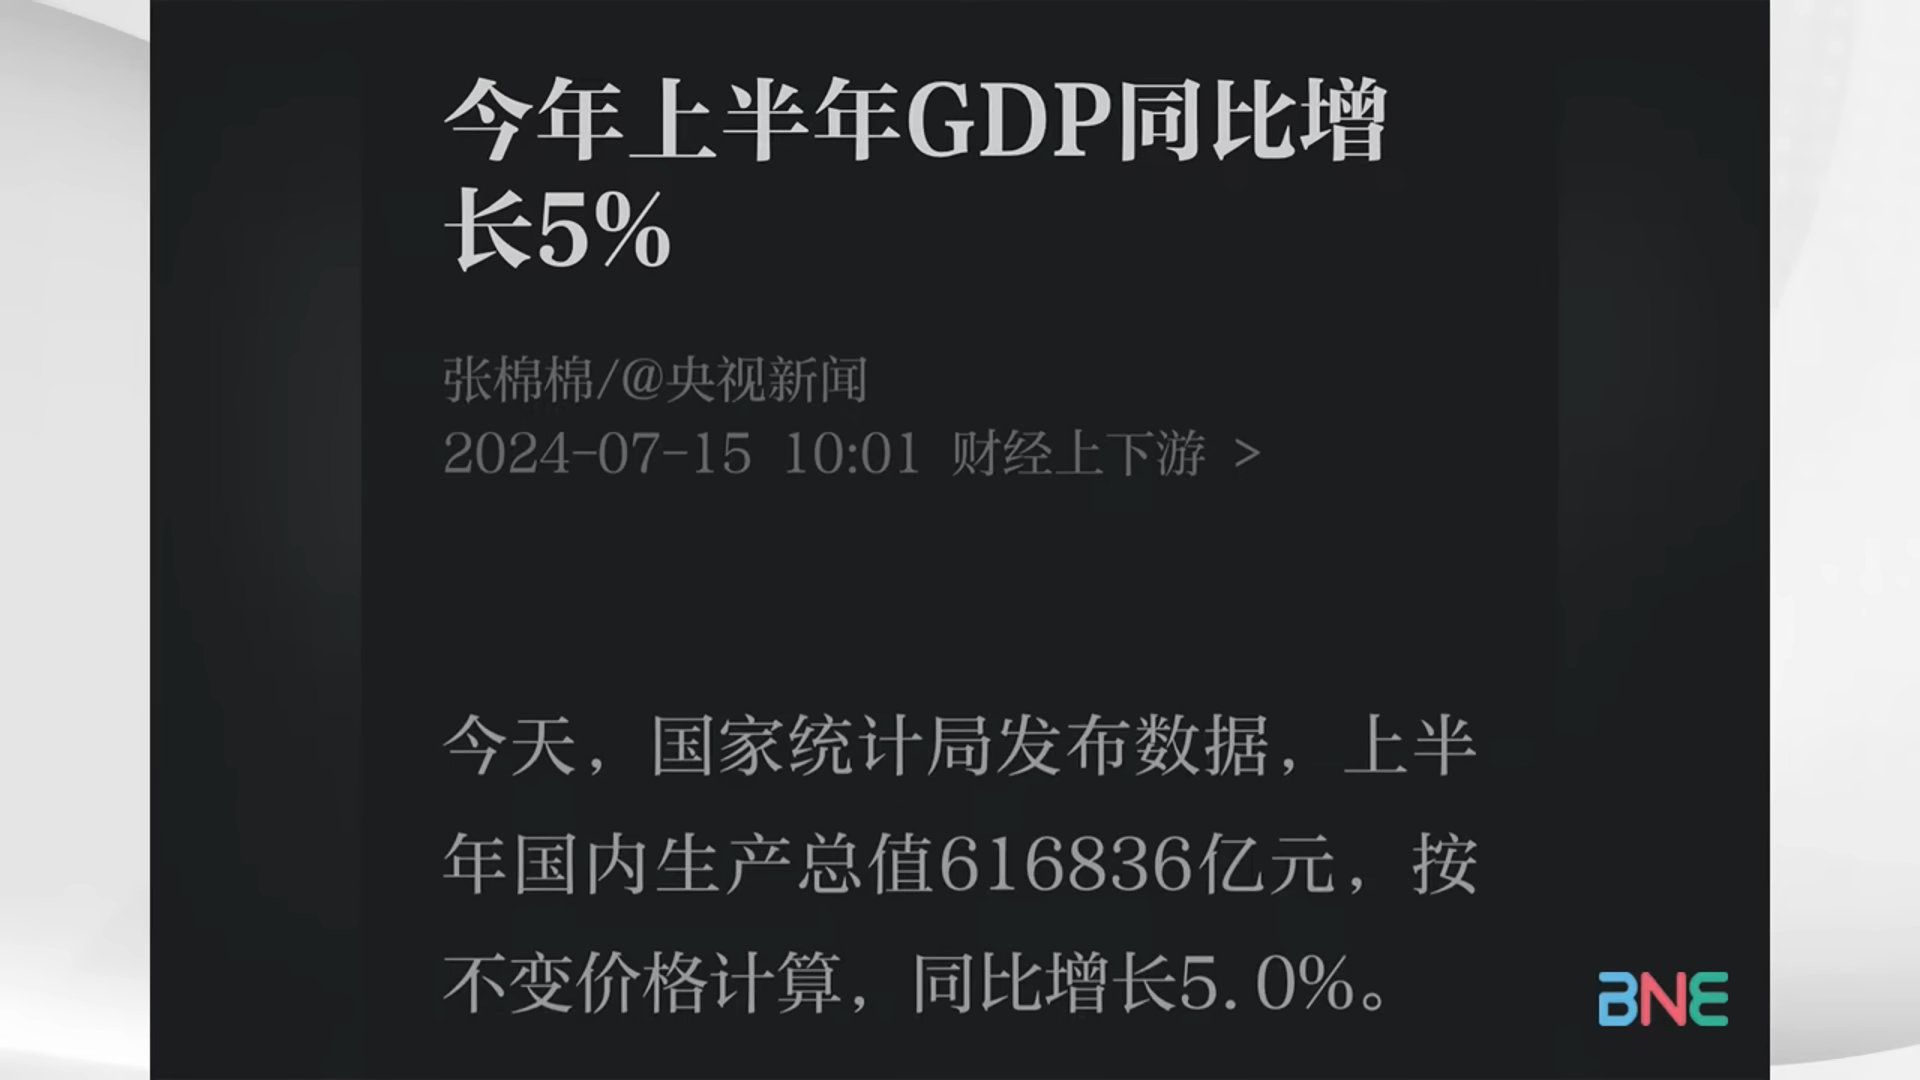 今年上半年GDP同比增
长5%
张棉棉/@央视新闻
2024-07-15 10:01 财经上下游 >
今天，国家统计局发布数据，上半
年国内生产总值616836亿元，按
不变价格计算，同比增长5.0%。
BNE